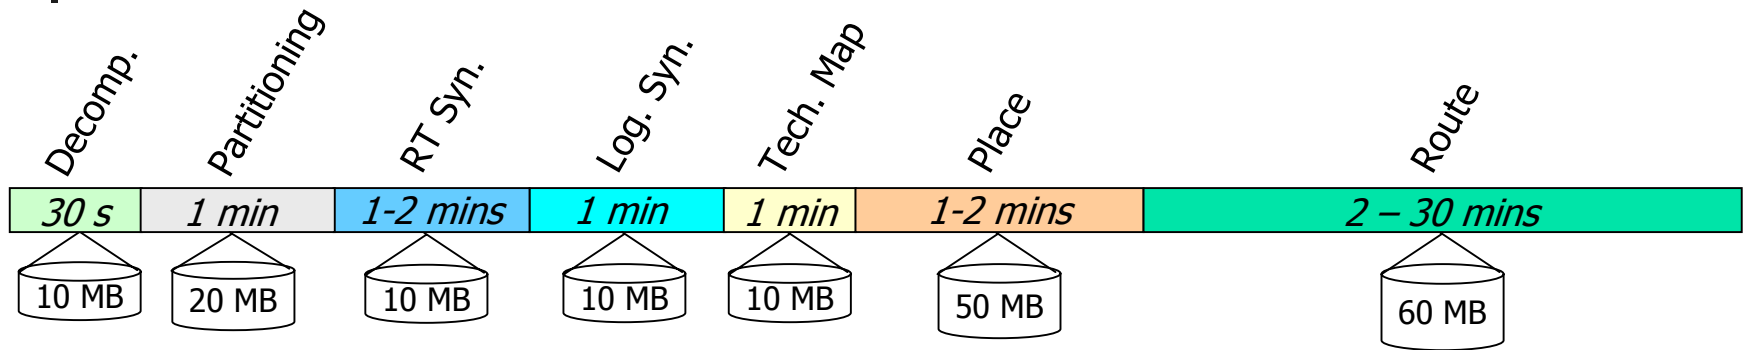 Decomp.
Partitioning
RT Syn.
Log. Syn.
Tech. Map
Place
Route
30 s
1 min
1-2 mins
1 min
1 min
1-2 mins
2 – 30 mins
10 MB
20 MB
10 MB
10 MB
10 MB
50 MB
60 MB